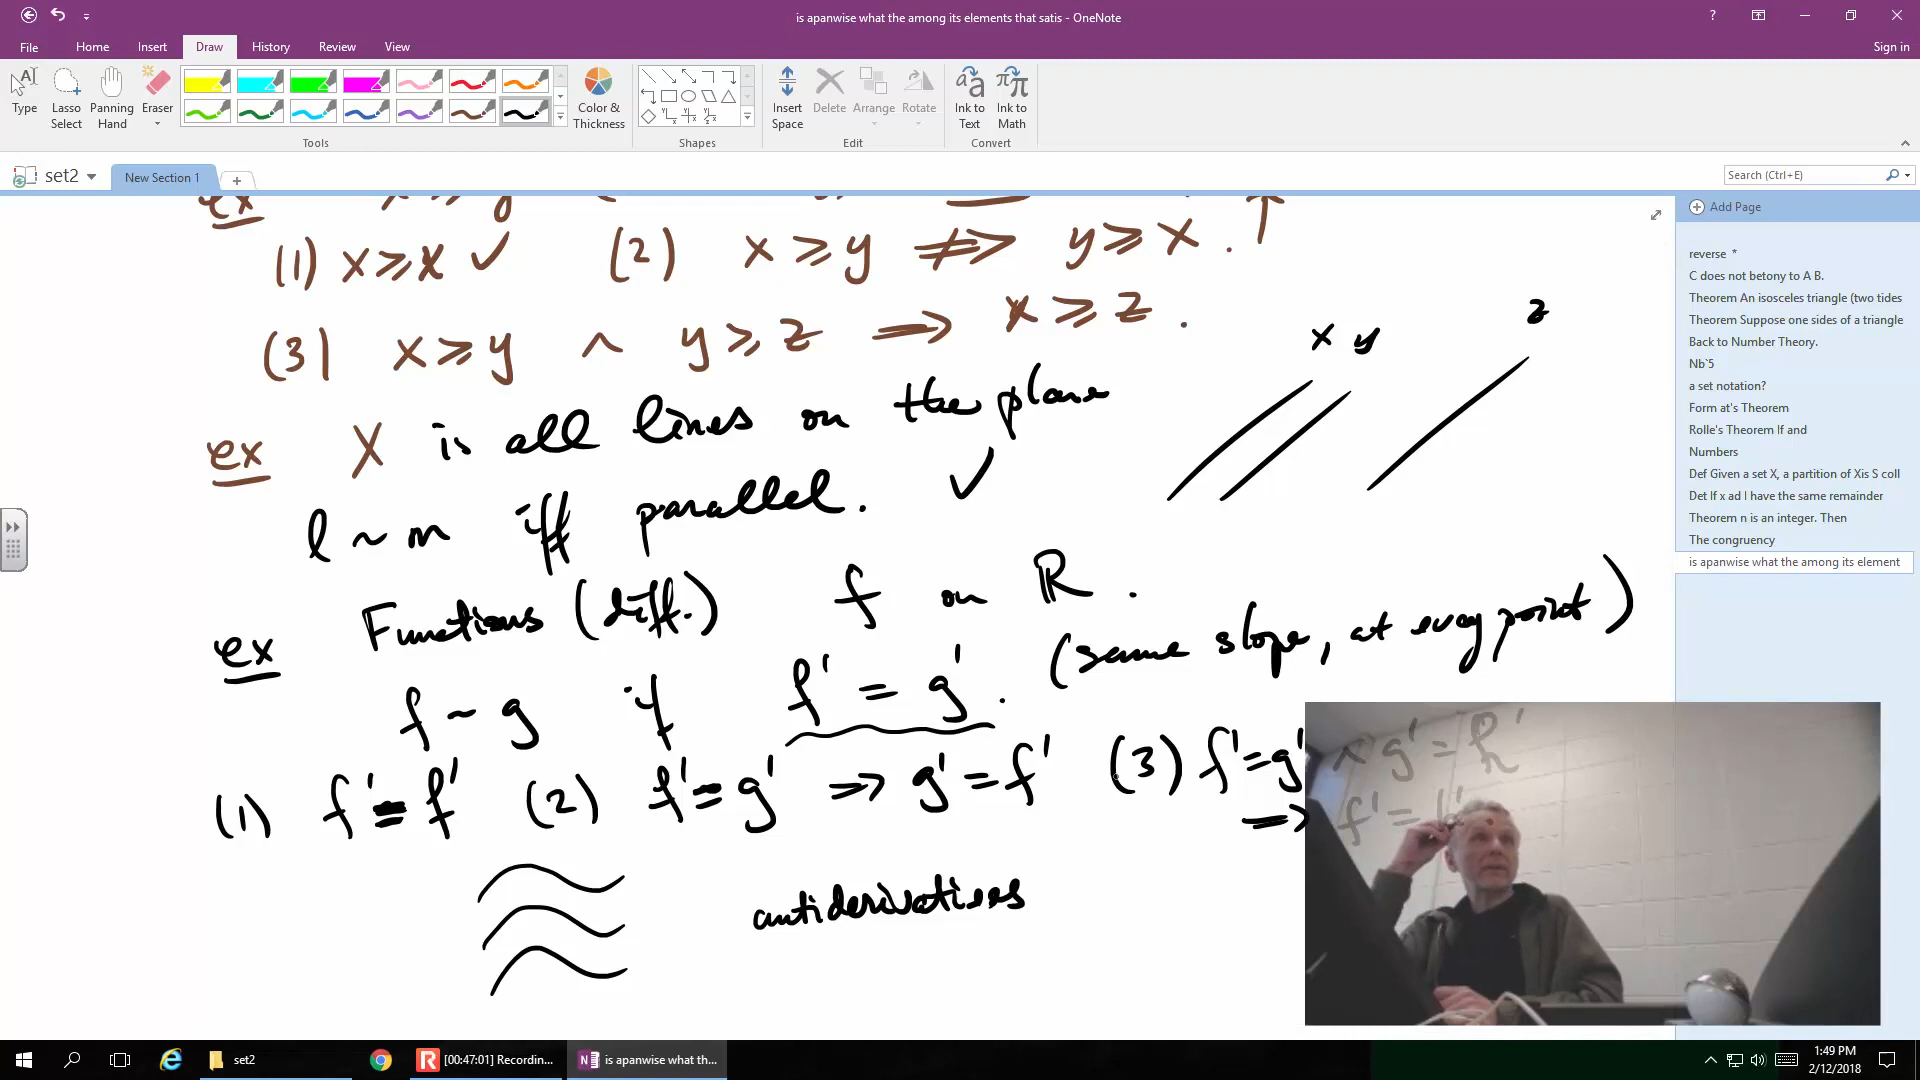 is apanwise what the among its elements that satis - OneNote
File Home Insert Draw History Review View Sign in
Type Lasso Select Panning Hand Eraser Color & Thickness Insert Space Delete Arrange Rotate Ink to Text Ink to Math
Tools Shapes Edit Convert
set2 New Section 1 Search (Ctrl+E)
Add Page
reverse *
C does not betony to A B.
Theorem An isosceles triangle (two tides
Theorem Suppose one sides of a triangle
Back to Number Theory.
Nb`5
a set notation?
Form at's Theorem
Rolle's Theorem If and
Numbers
Def Given a set X, a partition of Xis S coll
Det If x ad I have the same remainder
Theorem n is an integer. Then
The congruency
is apanwise what the among its element
ex
(1) x ⩾ x ✓ (2) x ⩾ y ⇏ y ⩾ x . ↑
(3) x ⩾ y ∧ y ⩾ z ⟹ x ⩾ z .
x y z
ex X is all lines on the plane
l ~ m iff parallel. ✓
ex Functions (diff.) f on ℝ .
f ~ g if f' = g' . (same slope, at every point)
(1) f' = f' (2) f' = g' ⇒ g' = f' (3) f' = g' ∧ g' = h'
⇒ f' = h'
antiderivatives
set2 [00:47:01] Recordin... is apanwise what th... 1:49 PM
2/12/2018